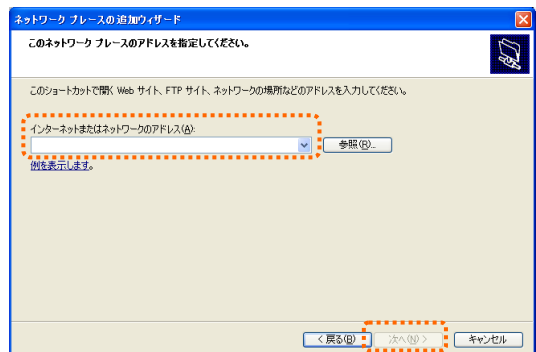 ネットワーク プレースの追加ウィザード
このネットワーク プレースのアドレスを指定してください。
このショートカットで開く Web サイト、FTP サイト、ネットワークの場所などのアドレスを入力してください。
インターネットまたはネットワークのアドレス(A):
参照(R)...
例を表示します。
< 戻る(B)
次へ(N) >
キャンセル